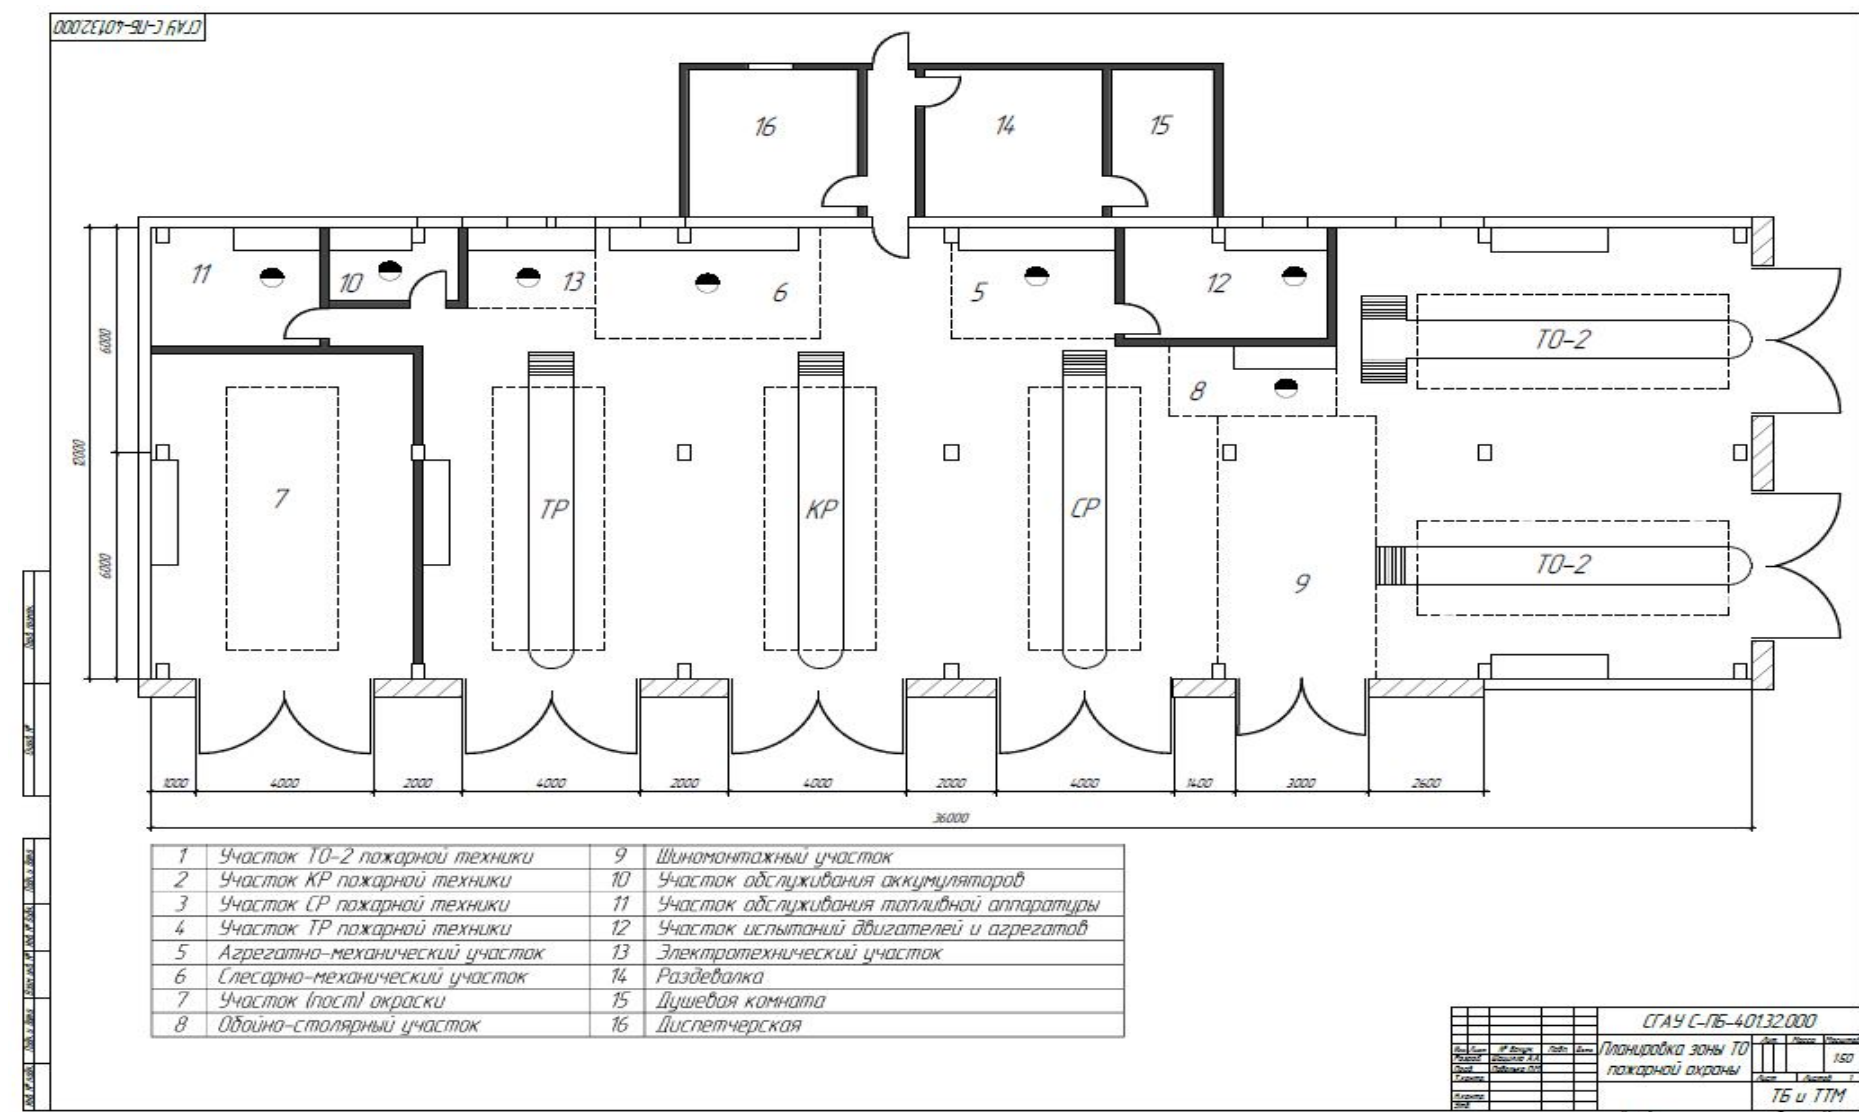 СГАУ С-ПБ-40132.000
16
14
15
11
10
13
6
5
12
ТО-2
8
6000
12000
7
ТР
КР
СР
9
ТО-2
6000
1000 4000 2000 4000 2000 4000 2000 4000 1400 3000 2600
36000
1 Участок ТО-2 пожарной техники 9 Шиномонтажный участок
2 Участок КР пожарной техники 10 Участок обслуживания аккумуляторов
3 Участок СР пожарной техники 11 Участок обслуживания топливной аппаратуры
4 Участок ТР пожарной техники 12 Участок испытаний двигателей и агрегатов
5 Агрегатно-механический участок 13 Электротехнический участок
6 Слесарно-механический участок 14 Раздевалка
7 Участок (пост) окраски 15 Душевая комната
8 Обойно-столярный участок 16 Диспетчерская
СГАУ С-ПБ-40132.000
Планировка зоны ТО
пожарной охраны
1:50
ТБ и ТТМ